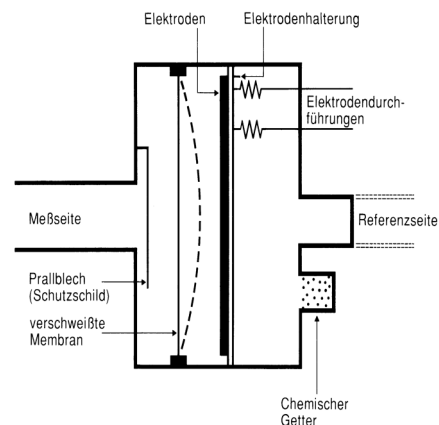 Elektroden
Elektrodenhalterung
Elektrodendurch-
führungen
Meßseite
Referenzseite
Prallblech
(Schutzschild)
verschweißte
Membran
Chemischer
Getter